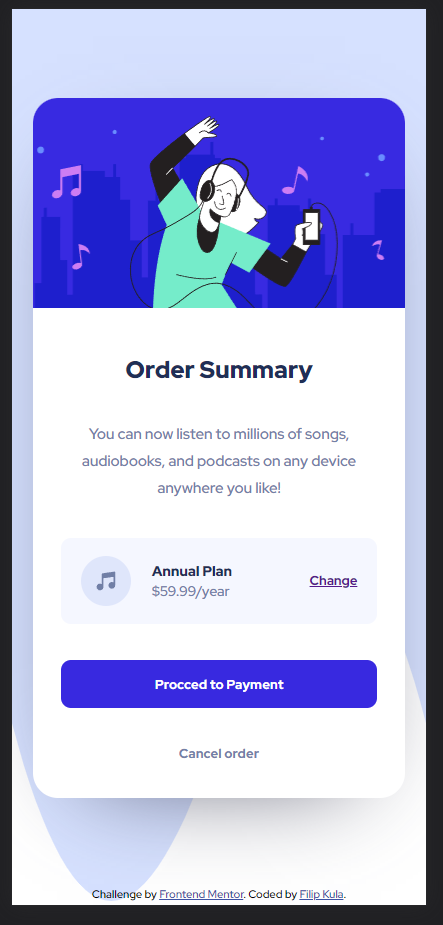 Order Summary
You can now listen to millions of songs,
audiobooks, and podcasts on any device
anywhere you like!
Annual Plan
$59.99/year
Change
Procced to Payment
Cancel order
Challenge by Frontend Mentor. Coded by Filip Kula.